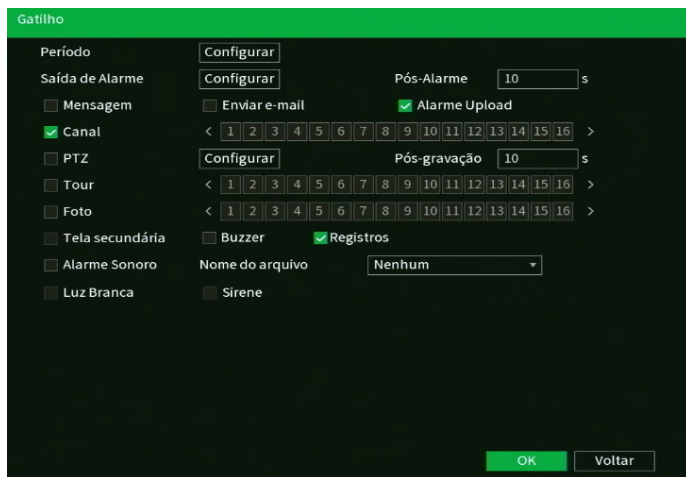 Gatilho
Período Configurar
Saída de Alarme Configurar Pós-Alarme 10 s
Mensagem Enviar e-mail Alarme Upload
Canal < 1 2 3 4 5 6 7 8 9 10 11 12 13 14 15 16 >
PTZ Configurar Pós-gravação 10 s
Tour < 1 2 3 4 5 6 7 8 9 10 11 12 13 14 15 16 >
Foto < 1 2 3 4 5 6 7 8 9 10 11 12 13 14 15 16 >
Tela secundária Buzzer Registros
Alarme Sonoro Nome do arquivo Nenhum
Luz Branca Sirene
OK Voltar